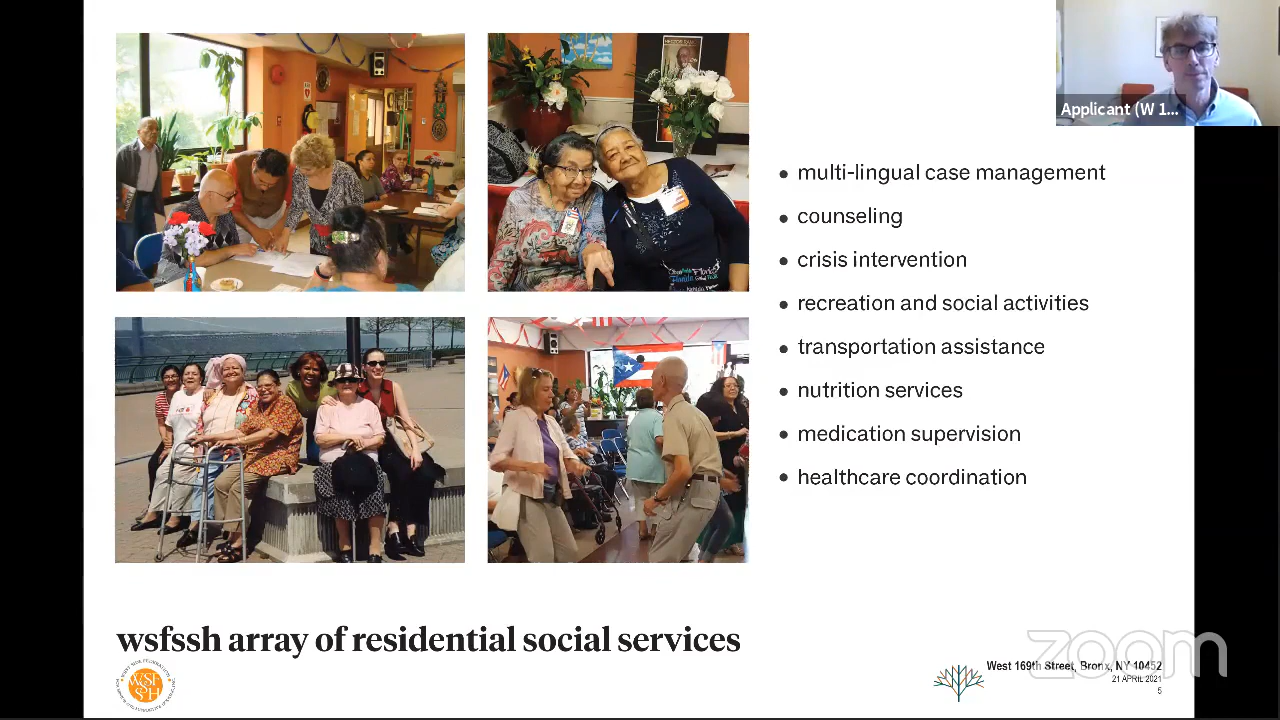 Applicant (W 1...
• multi-lingual case management
• counseling
• crisis intervention
• recreation and social activities
• transportation assistance
• nutrition services
• medication supervision
• healthcare coordination
wsfssh array of residential social services
WSF
SSH
zoom
West 169th Street, Bronx, NY 10452
21 APRIL 2021
5